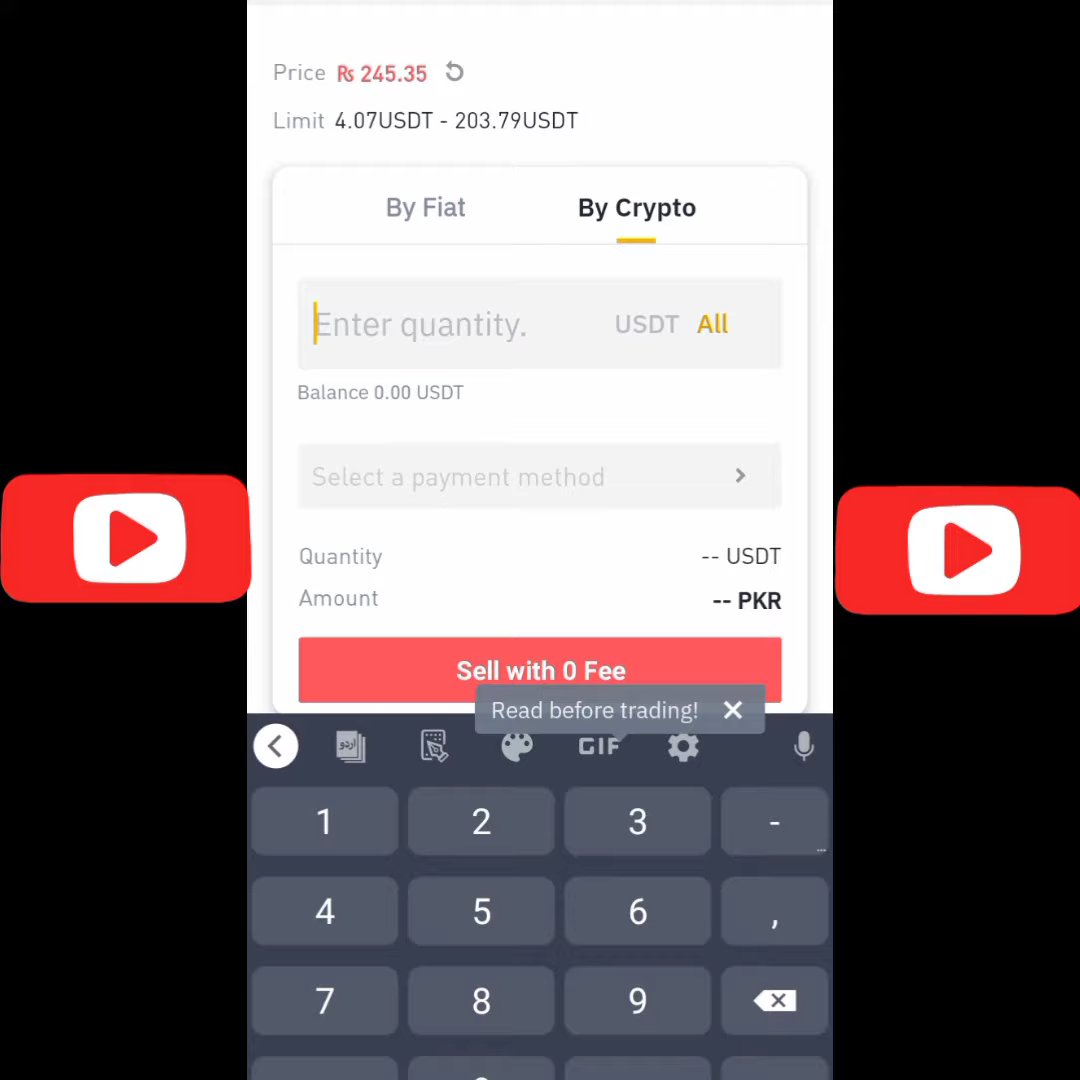 Price Rs 245.35
Limit 4.07USDT - 203.79USDT
By Fiat By Crypto
Enter quantity. USDT All
Balance 0.00 USDT
Select a payment method
Quantity -- USDT
Amount -- PKR
Sell with 0 Fee
Read before trading!
اردو GIF
1 2 3 -
4 5 6 ,
7 8 9